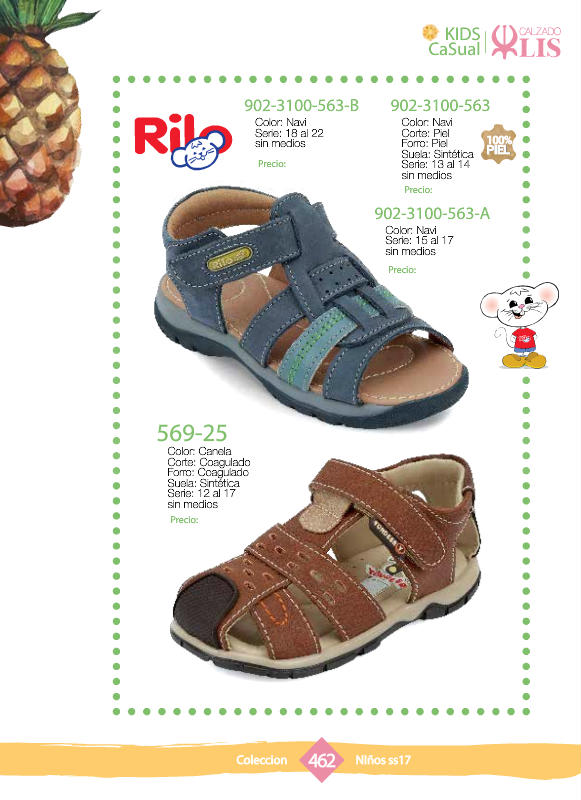 KIDS
CaSual
CALZADO
LIS
Rilo
902-3100-563-B
Color: Navi
Serie: 18 al 22
sin medios
Precio:
902-3100-563
Color: Navi
Corte: Piel
Forro: Piel
Suela: Sintética
Serie: 13 al 14
sin medios
Precio:
100%
PIEL
902-3100-563-A
Color: Navi
Serie: 15 al 17
sin medios
Precio:
Rilo
569-25
Color: Canela
Corte: Coagulado
Forro: Coagulado
Suela: Sintética
Serie: 12 al 17
sin medios
Precio:
Coleccion
462
Niños ss17